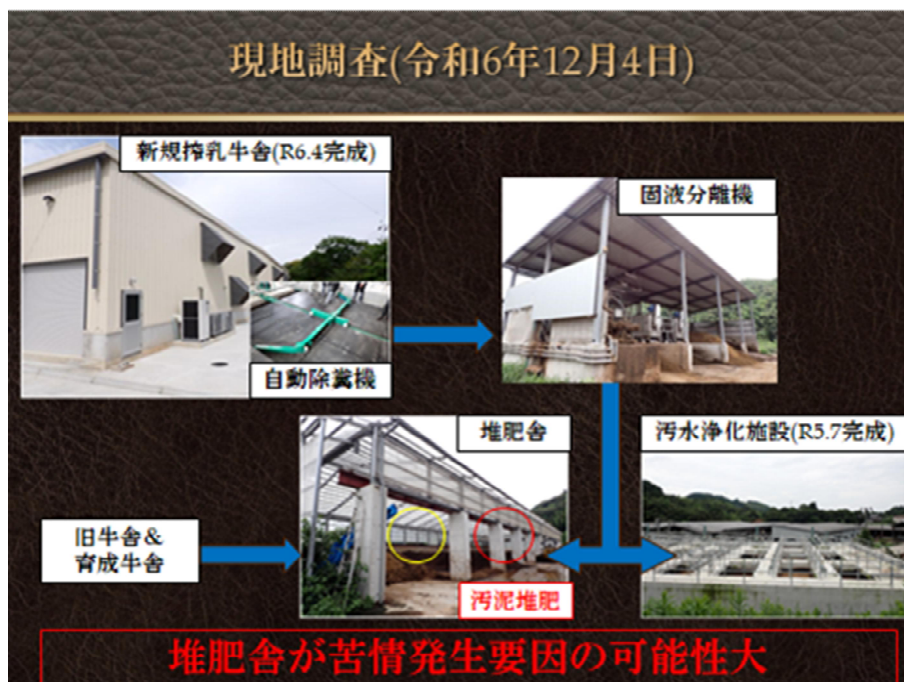 現地調査(令和6年12月4日)
新規搾乳牛舎(R6.4完成)
固液分離機
自動除糞機
堆肥舎
汚水浄化施設(R5.7完成)
旧牛舎&
育成牛舎
汚泥堆肥
堆肥舎が苦情発生要因の可能性大